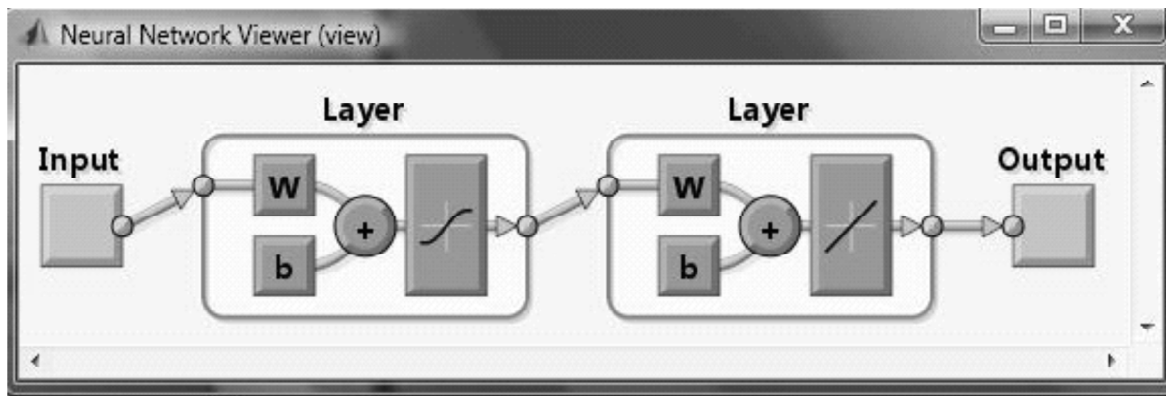 Neural Network Viewer (view)
Layer
Layer
Input
Output
W
W
+
+
b
b